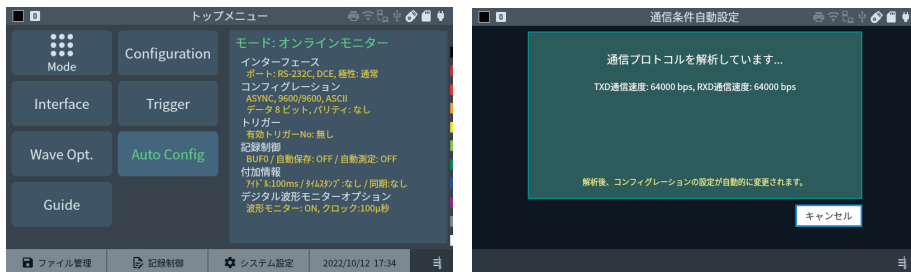 0
トップメニュー
Mode
Configuration
Interface
Trigger
Wave Opt.
Auto Config
Guide
モード: オンラインモニター
インターフェース
ポート: RS-232C, DCE, 極性: 通常
コンフィグレーション
ASYNC, 9600/9600, ASCII
データ 8 ビット, パリティ: なし
トリガー
有効トリガーNo: 無し
記録制御
BUF0 / 自動保存: OFF / 自動測定: OFF
付加情報
ｱｲﾄﾞﾙ:100ms / ﾀｲﾑｽﾀﾝﾌﾟ:なし / 同期:なし
デジタル波形モニターオプション
波形モニター: ON, クロック:100μ秒
ファイル管理
記録制御
システム設定
2022/10/12 17:34
0
通信条件自動設定
通信プロトコルを解析しています...
TXD通信速度: 64000 bps, RXD通信速度: 64000 bps
解析後、コンフィグレーションの設定が自動的に変更されます。
キャンセル